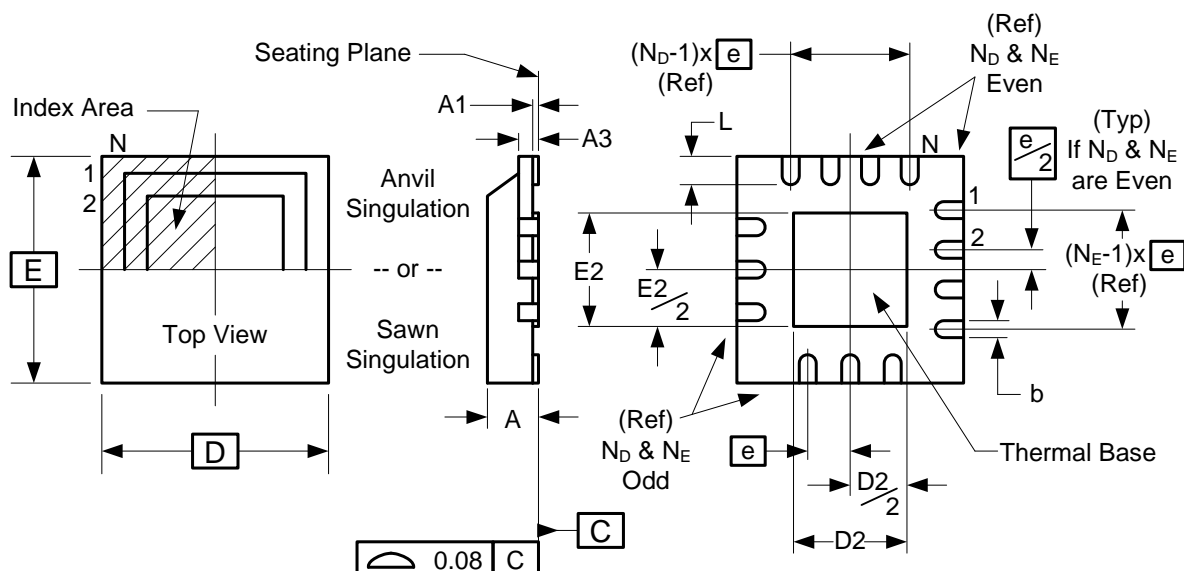 Seating Plane
Index Area
A1
A3
N
1
2
E
Top View
D
Anvil
Singulation
-- or --
Sawn
Singulation
A
C
0.08 C
(N_D-1)x e
(Ref)
(Ref)
N_D & N_E
Even
L
N
e/2
(Typ)
If N_D & N_E
are Even
1
2
(N_E-1)x e
(Ref)
E2
E2/2
b
(Ref)
N_D & N_E
Odd
e
Thermal Base
D2/2
D2